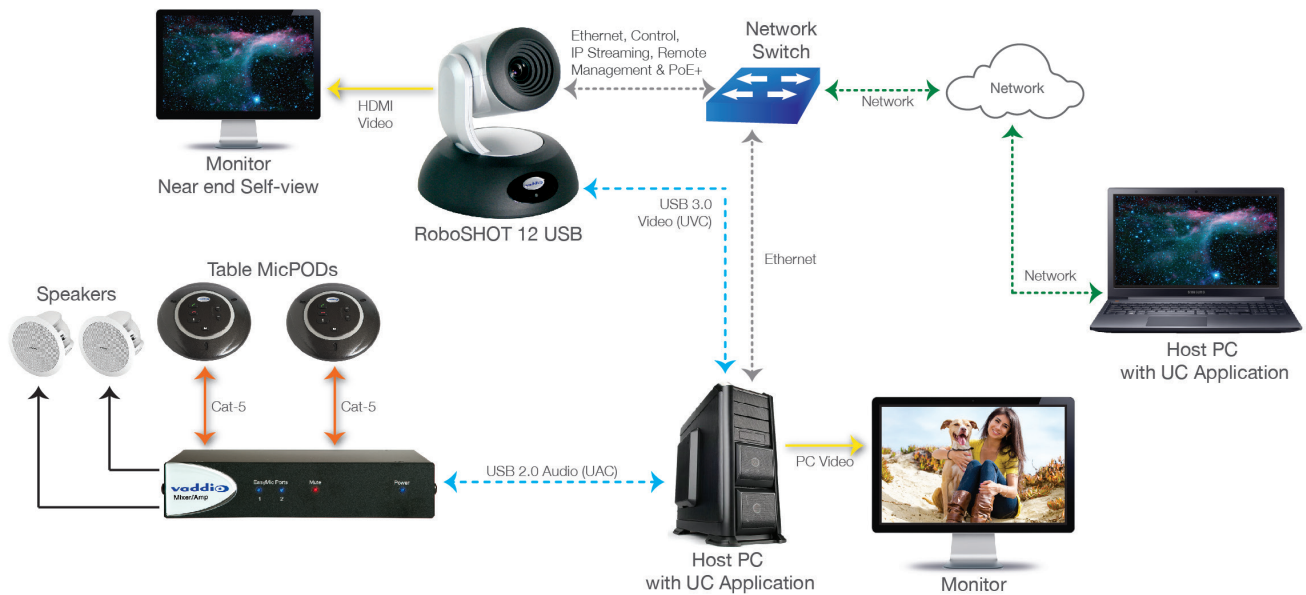 Ethernet, Control,
IP Streaming, Remote
Management & PoE+
Network
Switch
Network
Network
HDMI
Video
Monitor
Near end Self-view
vaddio
RoboSHOT 12 USB
USB 3.0
Video (UVC)
Ethernet
Network
SAMSUNG
Host PC
with UC Application
Table MicPODs
Speakers
Cat-5
Cat-5
vaddio
Mixer/Amp
EasyMic Ports
1 2
Mute
Power
USB 2.0 Audio (UAC)
PC Video
Host PC
with UC Application
Monitor